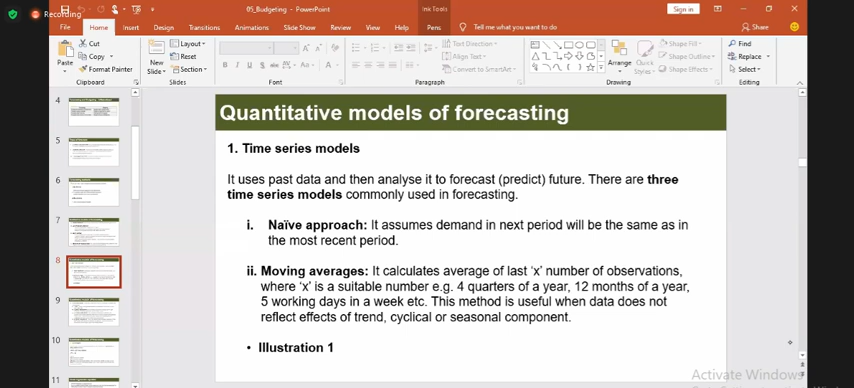 Recording
05_Budgeting - PowerPoint
Ink Tools
Sign in
File Home Insert Design Transitions Animations Slide Show Review View Help Pens Tell me what you want to do Share
Paste
Cut
Copy
Format Painter
Clipboard
New
Slide
Layout
Reset
Section
Slides
B I U S abc AV Aa A
Font
Text Direction
Align Text
Convert to SmartArt
Paragraph
Arrange
Quick
Styles
Shape Fill
Shape Outline
Shape Effects
Drawing
Find
Replace
Select
Editing
4
5
6
7
8
9
10
11
Quantitative models of forecasting
1. Time series models
It uses past data and then analyse it to forecast (predict) future. There are three
time series models commonly used in forecasting.
i. Naïve approach: It assumes demand in next period will be the same as in
the most recent period.
ii. Moving averages: It calculates average of last ‘x’ number of observations,
where ‘x’ is a suitable number e.g. 4 quarters of a year, 12 months of a year,
5 working days in a week etc. This method is useful when data does not
reflect effects of trend, cyclical or seasonal component.
• Illustration 1
Activate Windows